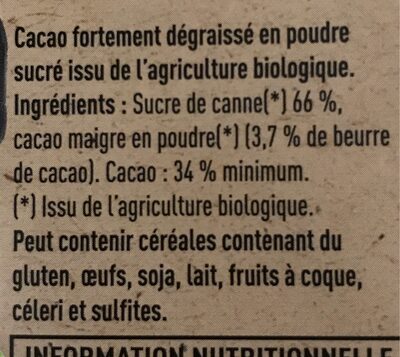 Cacao fortement dégraissé en poudre
sucré issu de l'agriculture biologique.
Ingrédients : Sucre de canne(*) 66 %,
cacao maigre en poudre(*) (3,7 % de beurre
de cacao). Cacao : 34 % minimum.
(*) Issu de l'agriculture biologique.
Peut contenir céréales contenant du
gluten, œufs, soja, lait, fruits à coque,
céleri et sulfites.
INFORMATION NUTRITIONNELLE